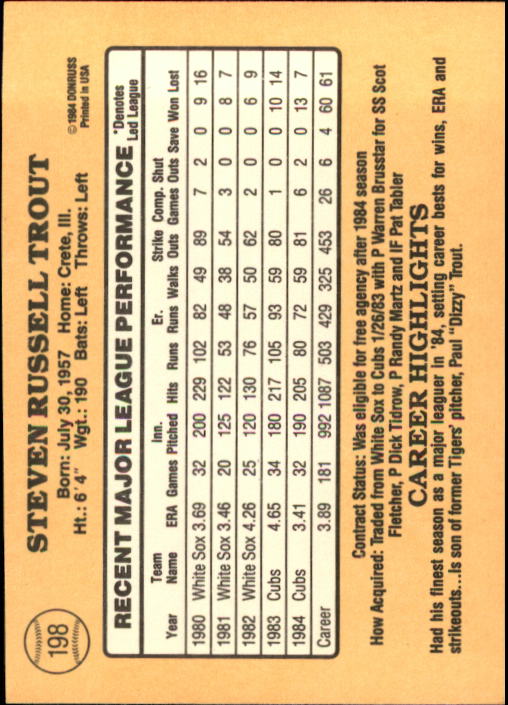 198
STEVEN RUSSELL TROUT
Born: July 30, 1957 Home: Crete, Ill.
Ht.: 6'4" Wgt.: 190 Bats: Left Throws: Left
© 1984 DONRUSS
Printed in USA
RECENT MAJOR LEAGUE PERFORMANCE
*Denotes
Led League
Year Team Name ERA Games Inn. Pitched Hits Runs Er. Runs Walks Strike Outs Comp. Games Shut Outs Save Won Lost
1980 White Sox 3.69 32 200 229 102 82 49 89 7 2 0 9 16
1981 White Sox 3.46 20 125 122 53 48 38 54 3 0 0 8 7
1982 White Sox 4.26 25 120 130 76 57 50 62 2 0 0 6 9
1983 Cubs 4.65 34 180 217 105 93 59 80 1 0 0 10 14
1984 Cubs 3.41 32 190 205 80 72 59 81 6 2 0 13 7
Career 3.89 181 992 1087 503 429 325 453 26 6 4 60 61
Contract Status: Was eligible for free agency after 1984 season
How Acquired: Traded from White Sox to Cubs 1/26/83 with P Warren Brusstar for SS Scot
Fletcher, P Dick Tidrow, P Randy Martz and IF Pat Tabler
CAREER HIGHLIGHTS
Had his finest season as a major leaguer in '84, setting career bests for wins, ERA and
strikeouts...Is son of former Tigers' pitcher, Paul "Dizzy" Trout.